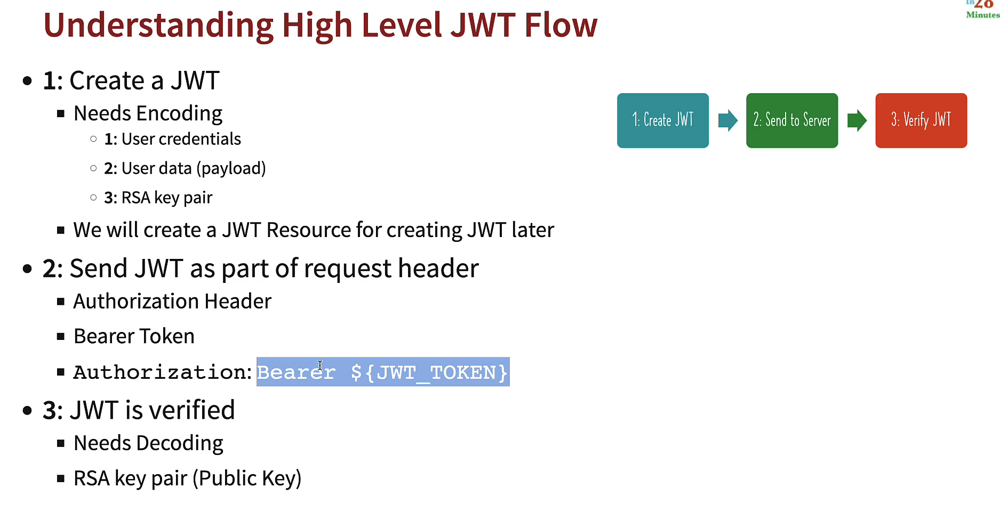 In28
Minutes
Understanding High Level JWT Flow
1: Create a JWT
Needs Encoding
1: User credentials
2: User data (payload)
3: RSA key pair
We will create a JWT Resource for creating JWT later
2: Send JWT as part of request header
Authorization Header
Bearer Token
Authorization: Bearer ${JWT_TOKEN}
3: JWT is verified
Needs Decoding
RSA key pair (Public Key)
1: Create JWT
2: Send to Server
3: Verify JWT